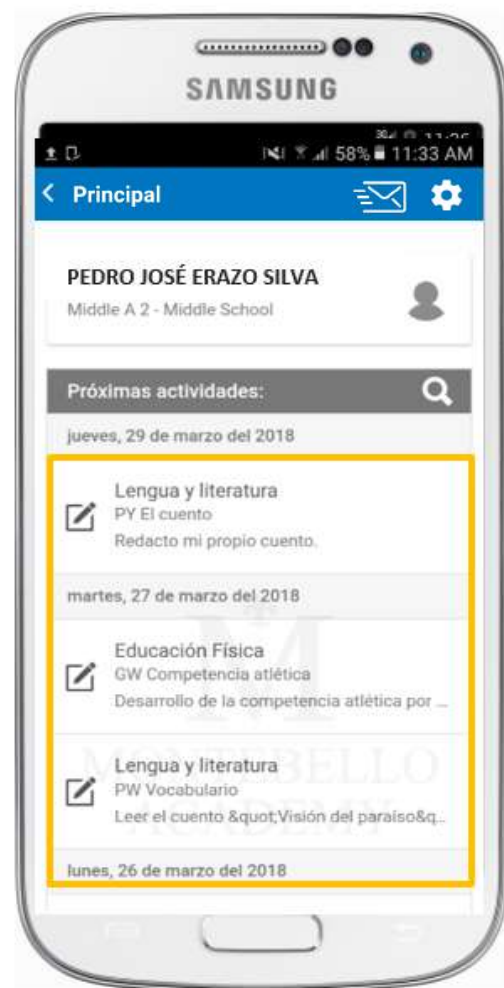 SAMSUNG
58% 11:33 AM
Principal
PEDRO JOSÉ ERAZO SILVA
Middle A 2 - Middle School
Próximas actividades:
jueves, 29 de marzo del 2018
Lengua y literatura
PY El cuento
Redacto mi propio cuento.
martes, 27 de marzo del 2018
Educación Física
GW Competencia atlética
Desarrollo de la competencia atlética por ...
Lengua y literatura
PW Vocabulario
Leer el cuento &quot;Visión del paraíso&q...
MONTEBELLO
ACADEMY
lunes, 26 de marzo del 2018